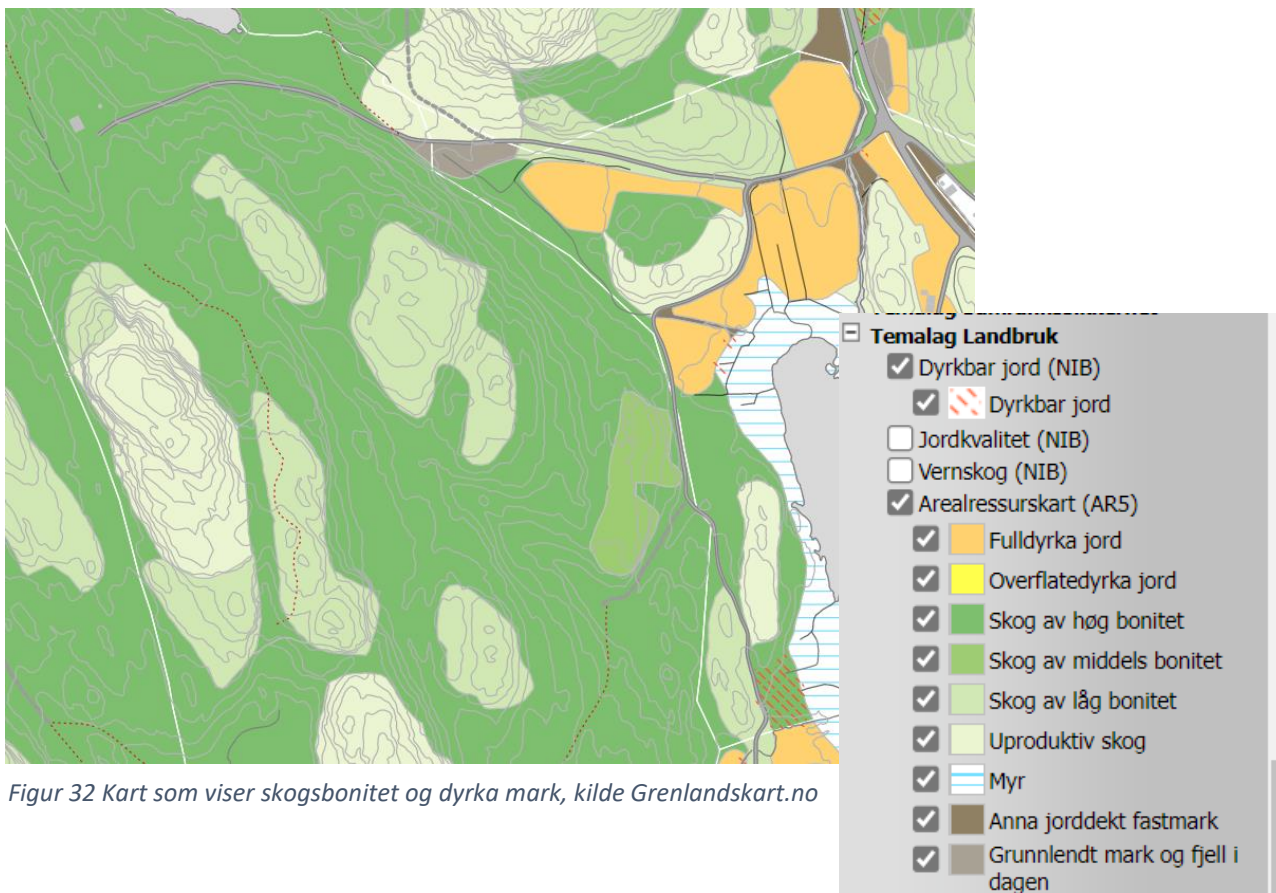 Temalag Landbruk
Dyrkbar jord (NIB)
Dyrkbar jord
Jordkvalitet (NIB)
Vernskog (NIB)
Arealressurskart (AR5)
Fulldyrka jord
Overflatedyrka jord
Skog av høg bonitet
Skog av middels bonitet
Skog av låg bonitet
Uproduktiv skog
Myr
Anna jorddekt fastmark
Grunnlendt mark og fjell i
dagen
Figur 32 Kart som viser skogsbonitet og dyrka mark, kilde Grenlandskart.no